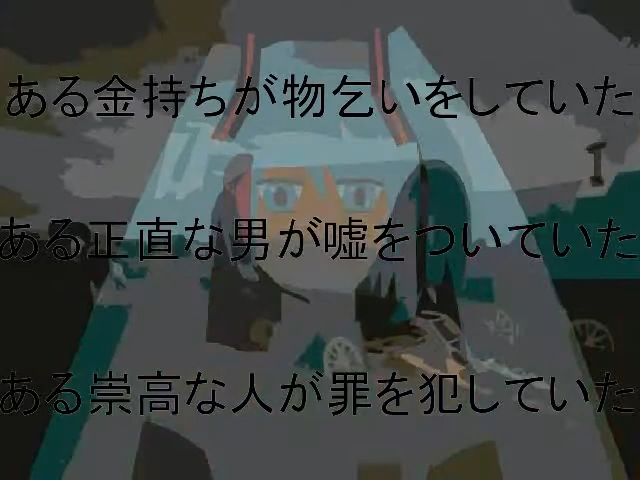 ある金持ちが物乞いをしていた
ある正直な男が嘘をついていた
ある崇高な人が罪を犯していた